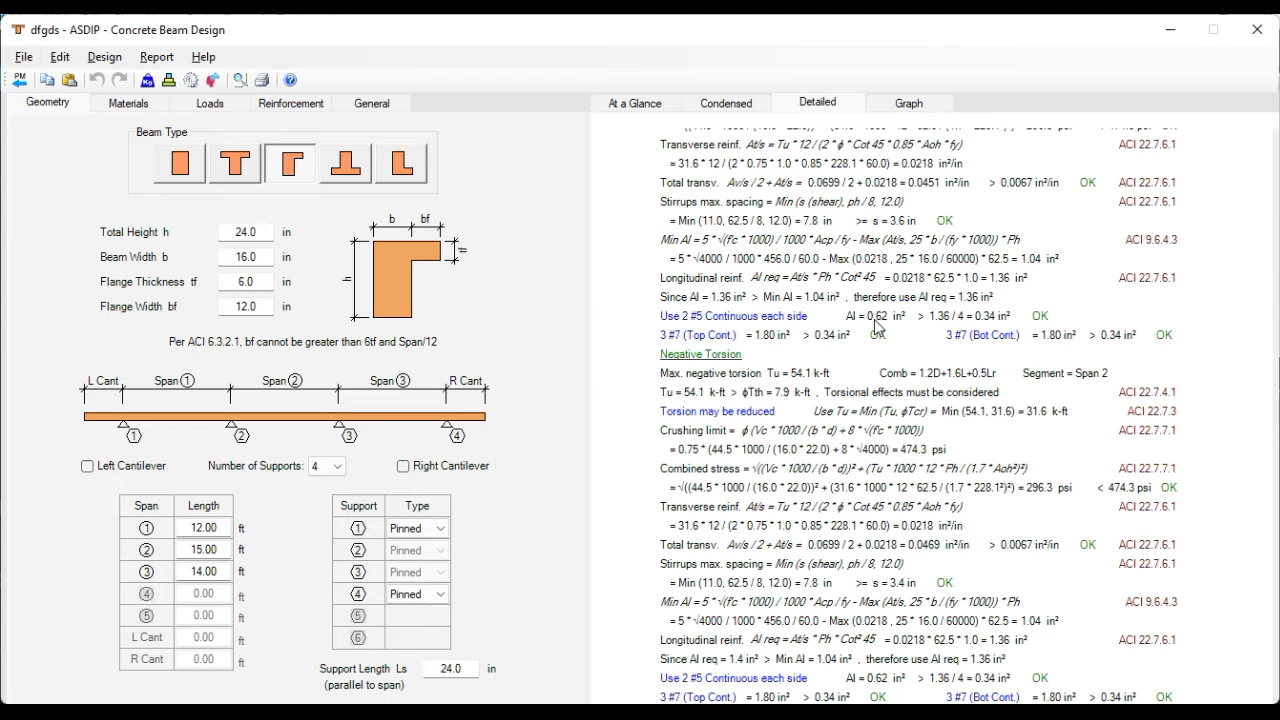 dfgds - ASDIP - Concrete Beam Design
File Edit Design Report Help
PM
Kg
Geometry Materials Loads Reinforcement General
Beam Type
b bf
h
tf
Total Height h 24.0 in
Beam Width b 16.0 in
Flange Thickness tf 6.0 in
Flange Width bf 12.0 in
Per ACI 6.3.2.1, bf cannot be greater than 6tf and Span/12
L Cant Span 1 Span 2 Span 3 R Cant
1 2 3 4
Left Cantilever Number of Supports: 4 Right Cantilever
Span Length
1 12.00 ft
2 15.00 ft
3 14.00 ft
4 0.00 ft
5 0.00 ft
L Cant 0.00 ft
R Cant 0.00 ft
Support Type
1 Pinned
2 Pinned
3 Pinned
4 Pinned
5
6
Support Length Ls 24.0 in
(parallel to span)
At a Glance Condensed Detailed Graph
Transverse reinf. At/s = Tu * 12 / (2 * ϕ * Cot 45 * 0.85 * Aoh * fy) ACI 22.7.6.1
= 31.6 * 12 / (2 * 0.75 * 1.0 * 0.85 * 228.1 * 60.0) = 0.0218 in²/in
Total transv. Av/s / 2 + At/s = 0.0699 / 2 + 0.0218 = 0.0451 in²/in > 0.0067 in²/in OK ACI 22.7.6.1
Stirrups max. spacing = Min (s (shear), ph / 8, 12.0) ACI 22.7.6.1
= Min (11.0, 62.5 / 8, 12.0) = 7.8 in >= s = 3.6 in OK
Min Al = 5 * √(f'c * 1000) / 1000 * Acp / fy - Max (At/s, 25 * b / (fy * 1000)) * Ph ACI 9.6.4.3
= 5 * √4000 / 1000 * 456.0 / 60.0 - Max (0.0218 , 25 * 16.0 / 60000) * 62.5 = 1.04 in²
Longitudinal reinf. Al req = At/s * Ph * Cot² 45 = 0.0218 * 62.5 * 1.0 = 1.36 in² ACI 22.7.6.1
Since Al = 1.36 in² > Min Al = 1.04 in² , therefore use Al req = 1.36 in²
Use 2 #5 Continuous each side Al = 0.62 in² > 1.36 / 4 = 0.34 in² OK
3 #7 (Top Cont.) = 1.80 in² > 0.34 in² OK 3 #7 (Bot Cont.) = 1.80 in² > 0.34 in² OK
Negative Torsion
Max. negative torsion Tu = 54.1 k-ft Comb = 1.2D+1.6L+0.5Lr Segment = Span 2
Tu = 54.1 k-ft > ϕTth = 7.9 k-ft , Torsional effects must be considered ACI 22.7.4.1
Torsion may be reduced Use Tu = Min (Tu, ϕTcr) = Min (54.1, 31.6) = 31.6 k-ft ACI 22.7.3
Crushing limit = ϕ (Vc * 1000 / (b * d) + 8 * √(f'c * 1000)) ACI 22.7.7.1
= 0.75 * (44.5 * 1000 / (16.0 * 22.0) + 8 * √4000) = 474.3 psi
Combined stress = √((Vc * 1000 / (b * d))² + (Tu * 1000 * 12 * Ph / (1.7 * Aoh²))²) ACI 22.7.7.1
= √((44.5 * 1000 / (16.0 * 22.0))² + (31.6 * 1000 * 12 * 62.5 / (1.7 * 228.1²))²) = 296.3 psi < 474.3 psi OK
Transverse reinf. At/s = Tu * 12 / (2 * ϕ * Cot 45 * 0.85 * Aoh * fy) ACI 22.7.6.1
= 31.6 * 12 / (2 * 0.75 * 1.0 * 0.85 * 228.1 * 60.0) = 0.0218 in²/in
Total transv. Av/s / 2 + At/s = 0.0699 / 2 + 0.0218 = 0.0469 in²/in > 0.0067 in²/in OK ACI 22.7.6.1
Stirrups max. spacing = Min (s (shear), ph / 8, 12.0) ACI 22.7.6.1
= Min (11.0, 62.5 / 8, 12.0) = 7.8 in >= s = 3.4 in OK
Min Al = 5 * √(f'c * 1000) / 1000 * Acp / fy - Max (At/s, 25 * b / (fy * 1000)) * Ph ACI 9.6.4.3
= 5 * √4000 / 1000 * 456.0 / 60.0 - Max (0.0218 , 25 * 16.0 / 60000) * 62.5 = 1.04 in²
Longitudinal reinf. Al req = At/s * Ph * Cot² 45 = 0.0218 * 62.5 * 1.0 = 1.36 in² ACI 22.7.6.1
Since Al req = 1.4 in² > Min Al = 1.04 in² , therefore use Al req = 1.36 in²
Use 2 #5 Continuous each side Al = 0.62 in² > 1.36 / 4 = 0.34 in² OK
3 #7 (Top Cont.) = 1.80 in² > 0.34 in² OK 3 #7 (Bot Cont.) = 1.80 in² > 0.34 in² OK